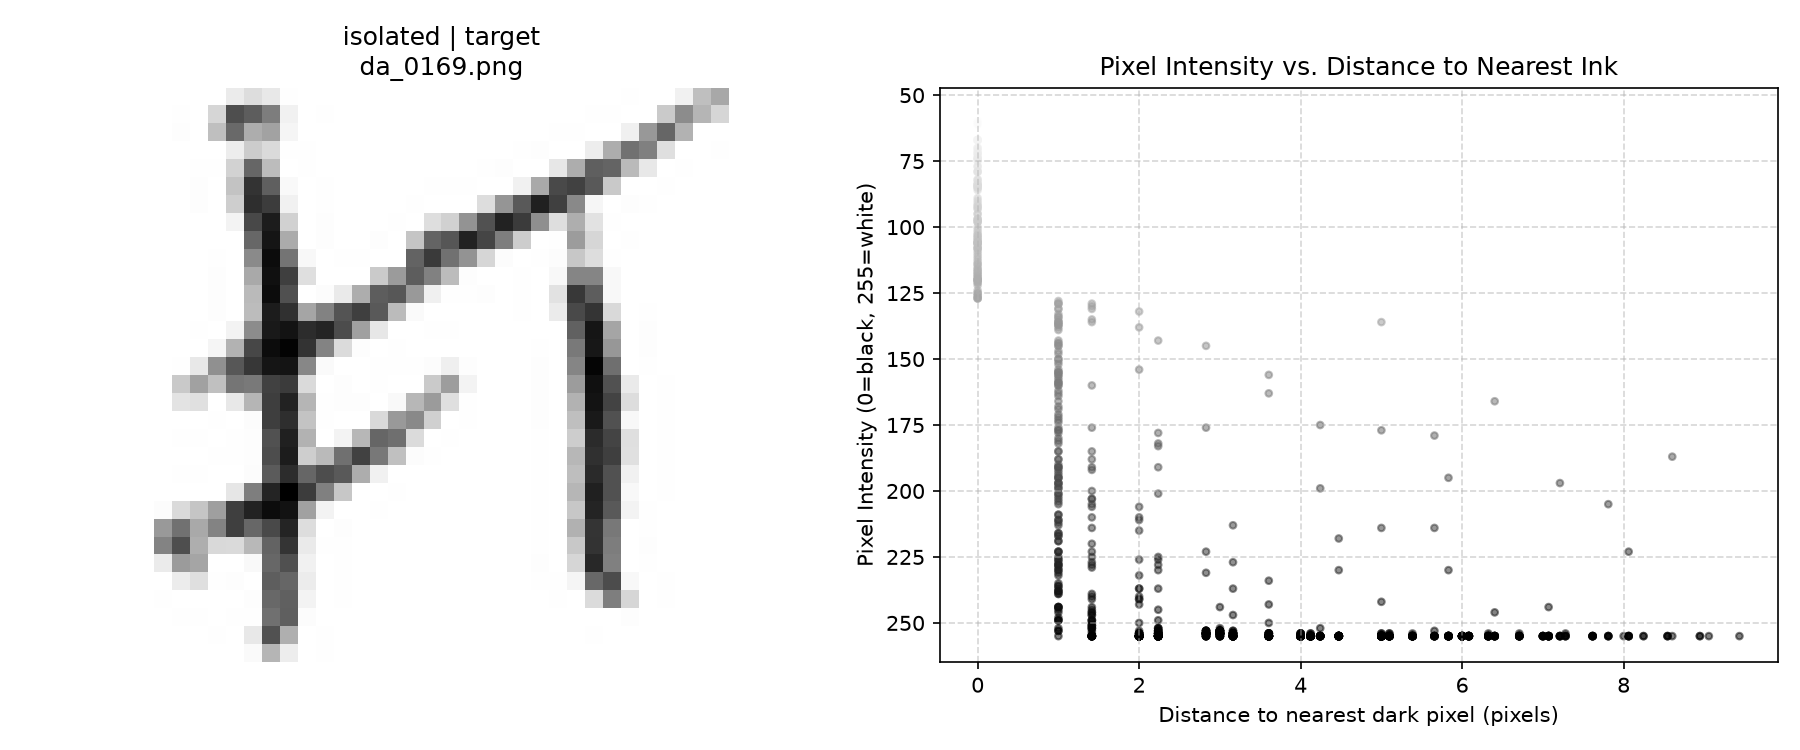 isolated | target
da_0169.png
Pixel Intensity vs. Distance to Nearest Ink
50
75
100
125
150
175
200
225
250
Pixel Intensity (0=black, 255=white)
0 2 4 6 8
Distance to nearest dark pixel (pixels)